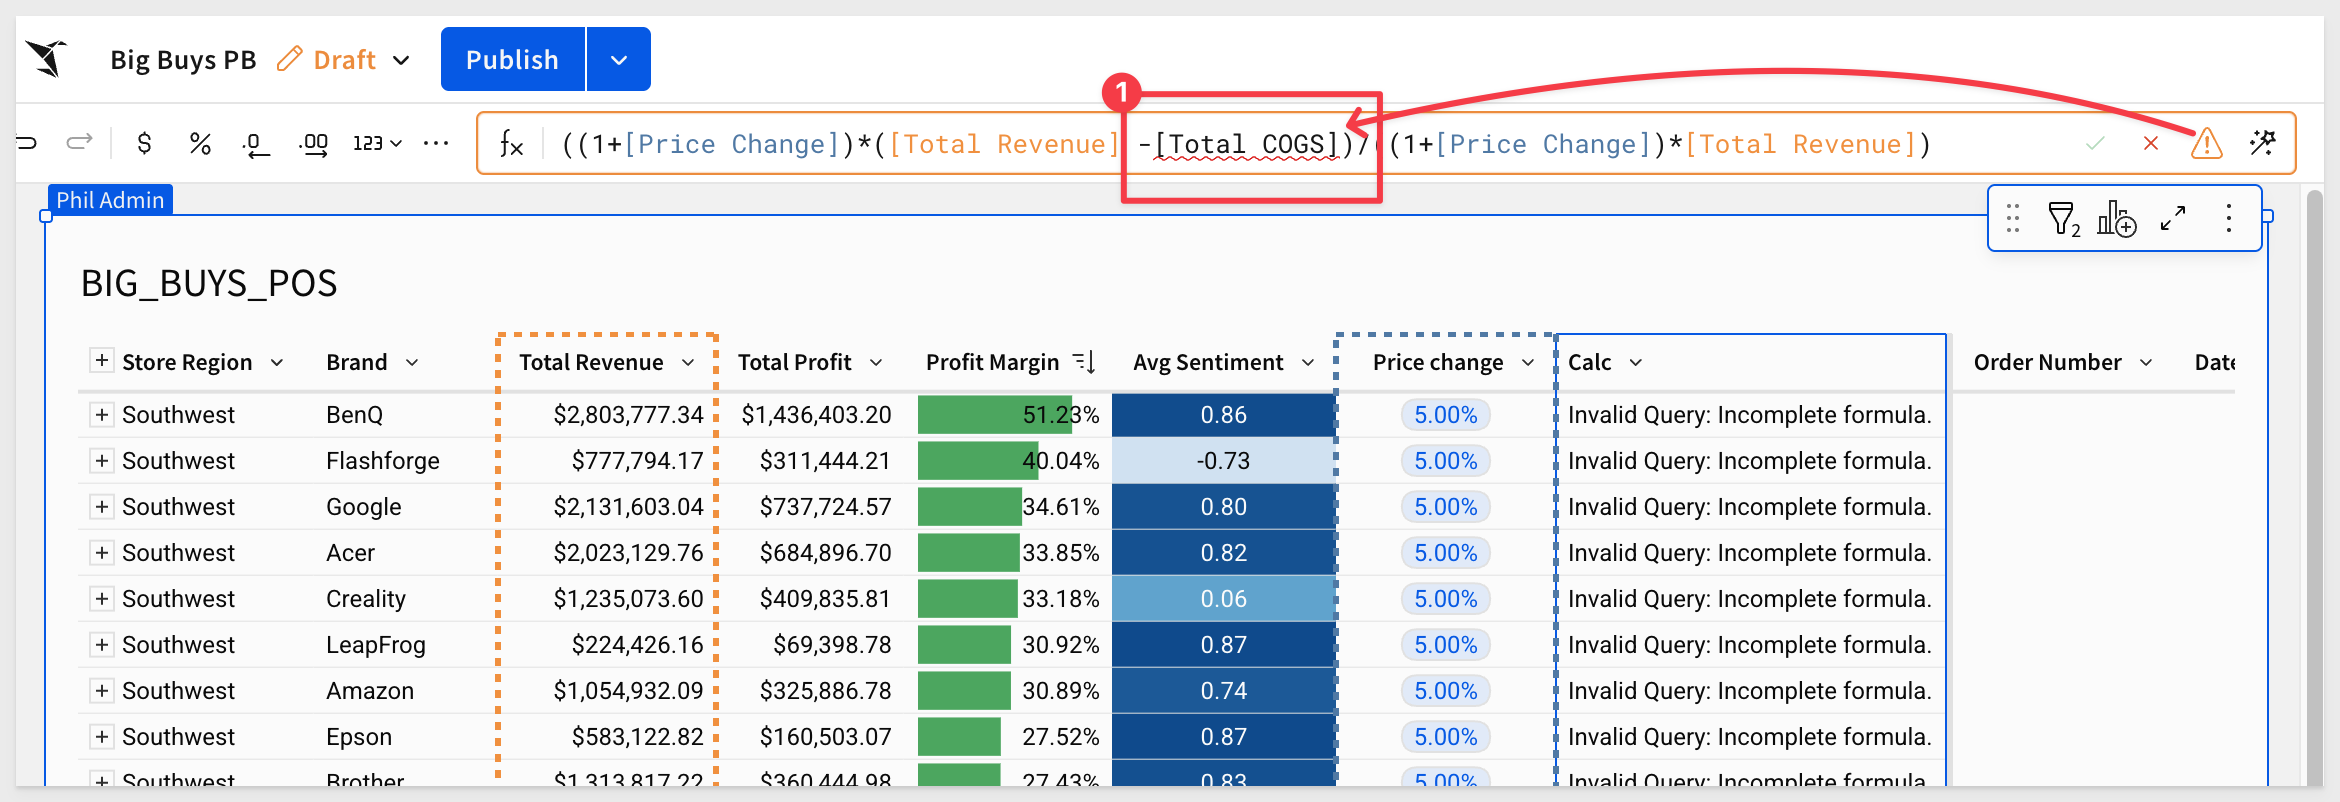 Big Buys PB Draft Publish
1
$ % .0 .00 123 ... fx ((1+[Price Change])*([Total Revenue] -[Total COGS])/((1+[Price Change])*[Total Revenue])
Phil Admin
2
BIG_BUYS_POS
Store Region Brand Total Revenue Total Profit Profit Margin Avg Sentiment Price change Calc Order Number Date
Southwest BenQ $2,803,777.34 $1,436,403.20 51.23% 0.86 5.00% Invalid Query: Incomplete formula.
Southwest Flashforge $777,794.17 $311,444.21 40.04% -0.73 5.00% Invalid Query: Incomplete formula.
Southwest Google $2,131,603.04 $737,724.57 34.61% 0.80 5.00% Invalid Query: Incomplete formula.
Southwest Acer $2,023,129.76 $684,896.70 33.85% 0.82 5.00% Invalid Query: Incomplete formula.
Southwest Creality $1,235,073.60 $409,835.81 33.18% 0.06 5.00% Invalid Query: Incomplete formula.
Southwest LeapFrog $224,426.16 $69,398.78 30.92% 0.87 5.00% Invalid Query: Incomplete formula.
Southwest Amazon $1,054,932.09 $325,886.78 30.89% 0.74 5.00% Invalid Query: Incomplete formula.
Southwest Epson $583,122.82 $160,503.07 27.52% 0.87 5.00% Invalid Query: Incomplete formula.
Southwest Brother $1,313,817.22 $360,444.98 27.43% 0.83 5.00% Invalid Query: Incomplete formula.